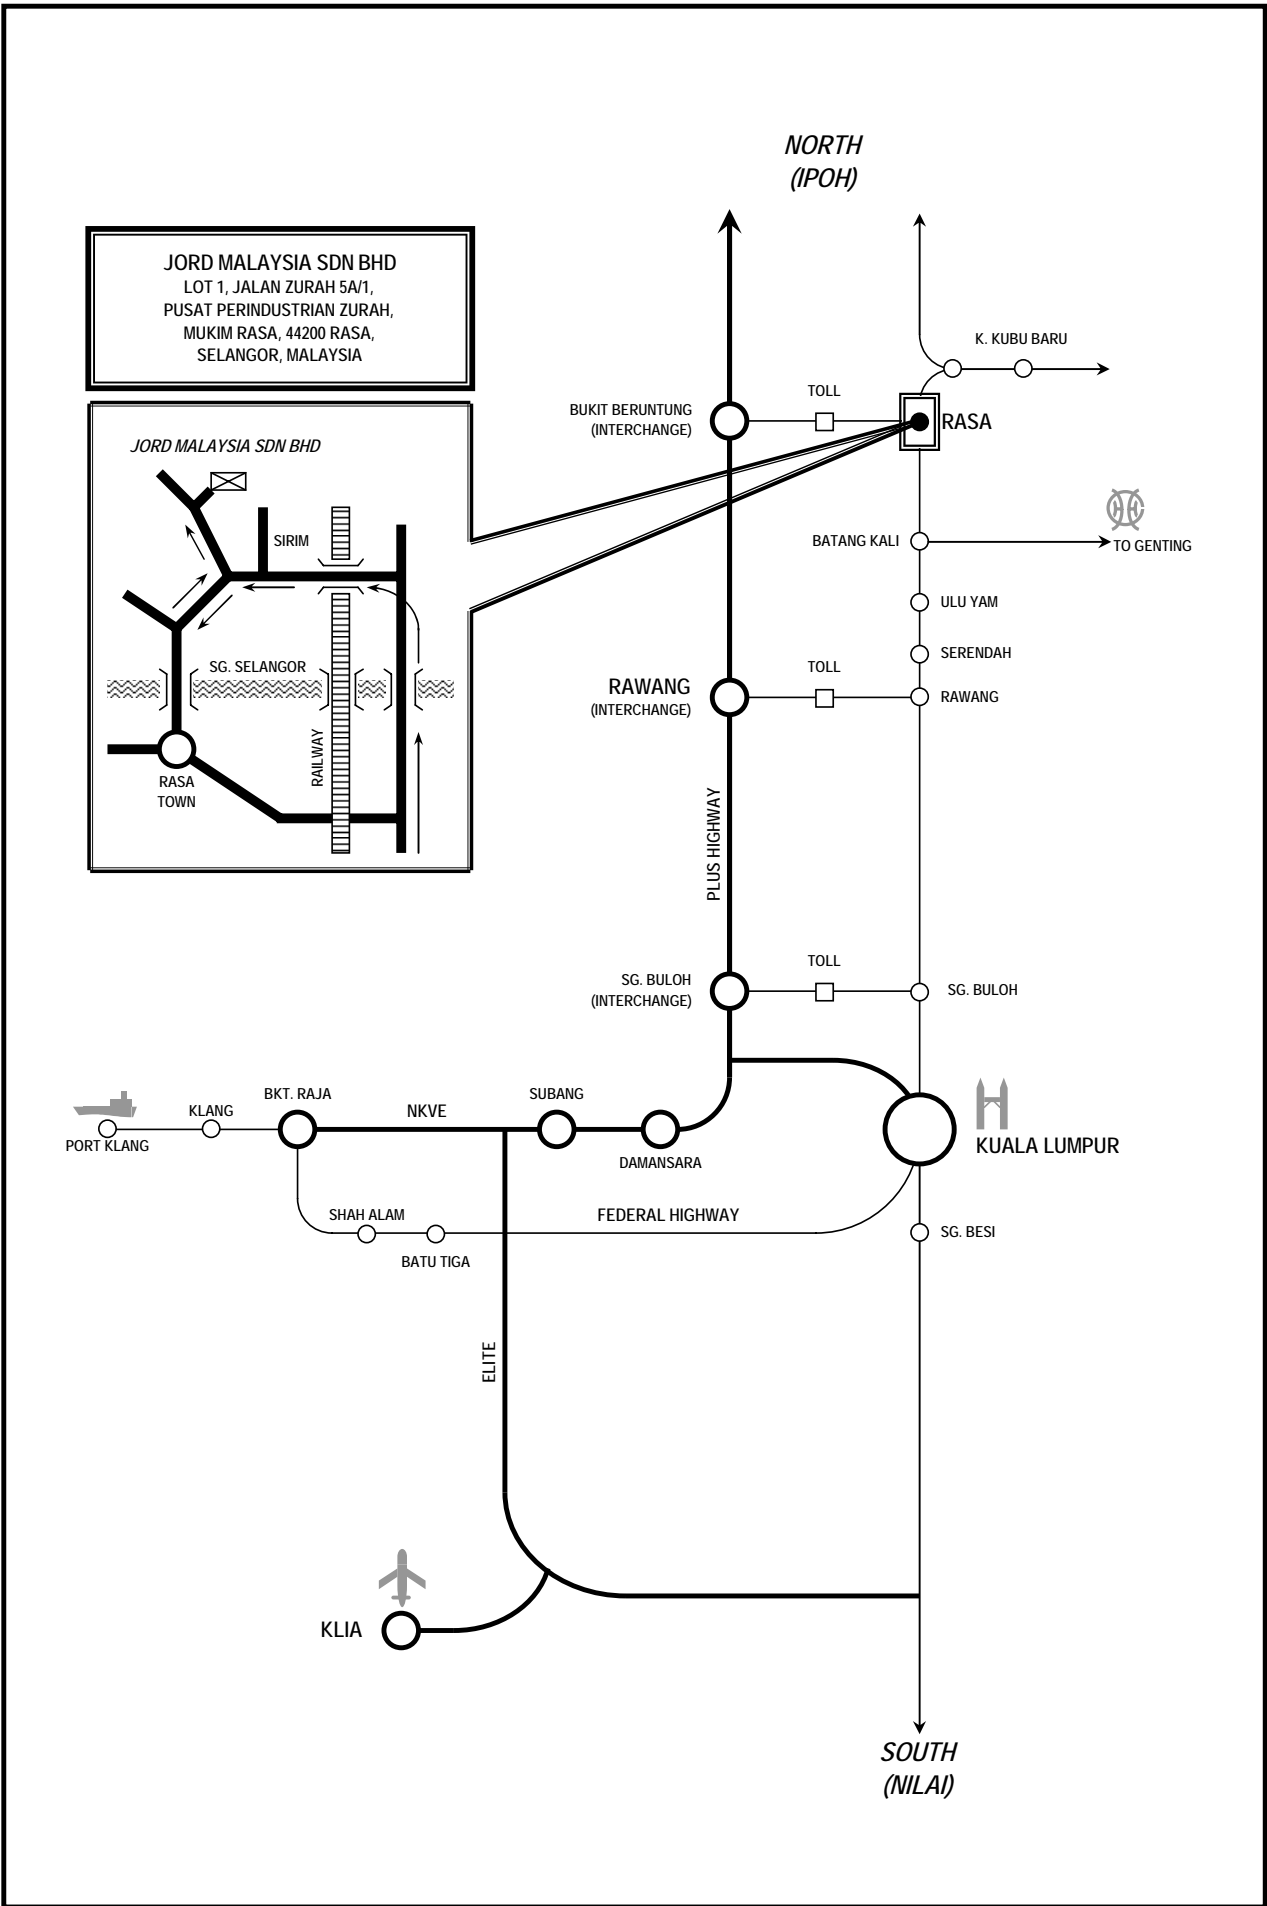 NORTH
(IPOH)
JORD MALAYSIA SDN BHD
LOT 1, JALAN ZURAH 5A/1,
PUSAT PERINDUSTRIAN ZURAH,
MUKIM RASA, 44200 RASA,
SELANGOR, MALAYSIA
K. KUBU BARU
TOLL
BUKIT BERUNTUNG
(INTERCHANGE)
RASA
JORD MALAYSIA SDN BHD
SIRIM
SG. SELANGOR
RAILWAY
RASA
TOWN
BATANG KALI
TO GENTING
ULU YAM
SERENDAH
TOLL
RAWANG
(INTERCHANGE)
RAWANG
PLUS HIGHWAY
TOLL
SG. BULOH
(INTERCHANGE)
SG. BULOH
BKT. RAJA
SUBANG
KLANG
NKVE
PORT KLANG
DAMANSARA
KUALA LUMPUR
SHAH ALAM
FEDERAL HIGHWAY
BATU TIGA
SG. BESI
ELITE
KLIA
SOUTH
(NILAI)